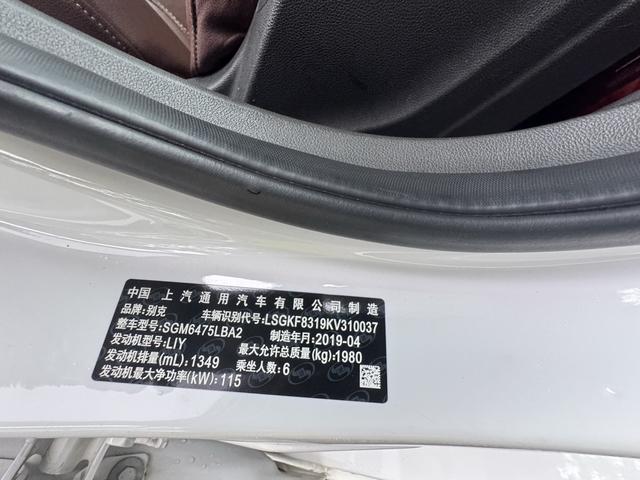 中国 上汽通用汽车有限公司制造
品牌:别克 车辆识别代号:LSGKF8319KV310037
整车型号:SGM6475LBA2 制造年月:2019-04
发动机型号:LIY 最大允许总质量(kg):1980
发动机排量(mL):1349 乘坐人数:6
发动机最大净功率(kW):115